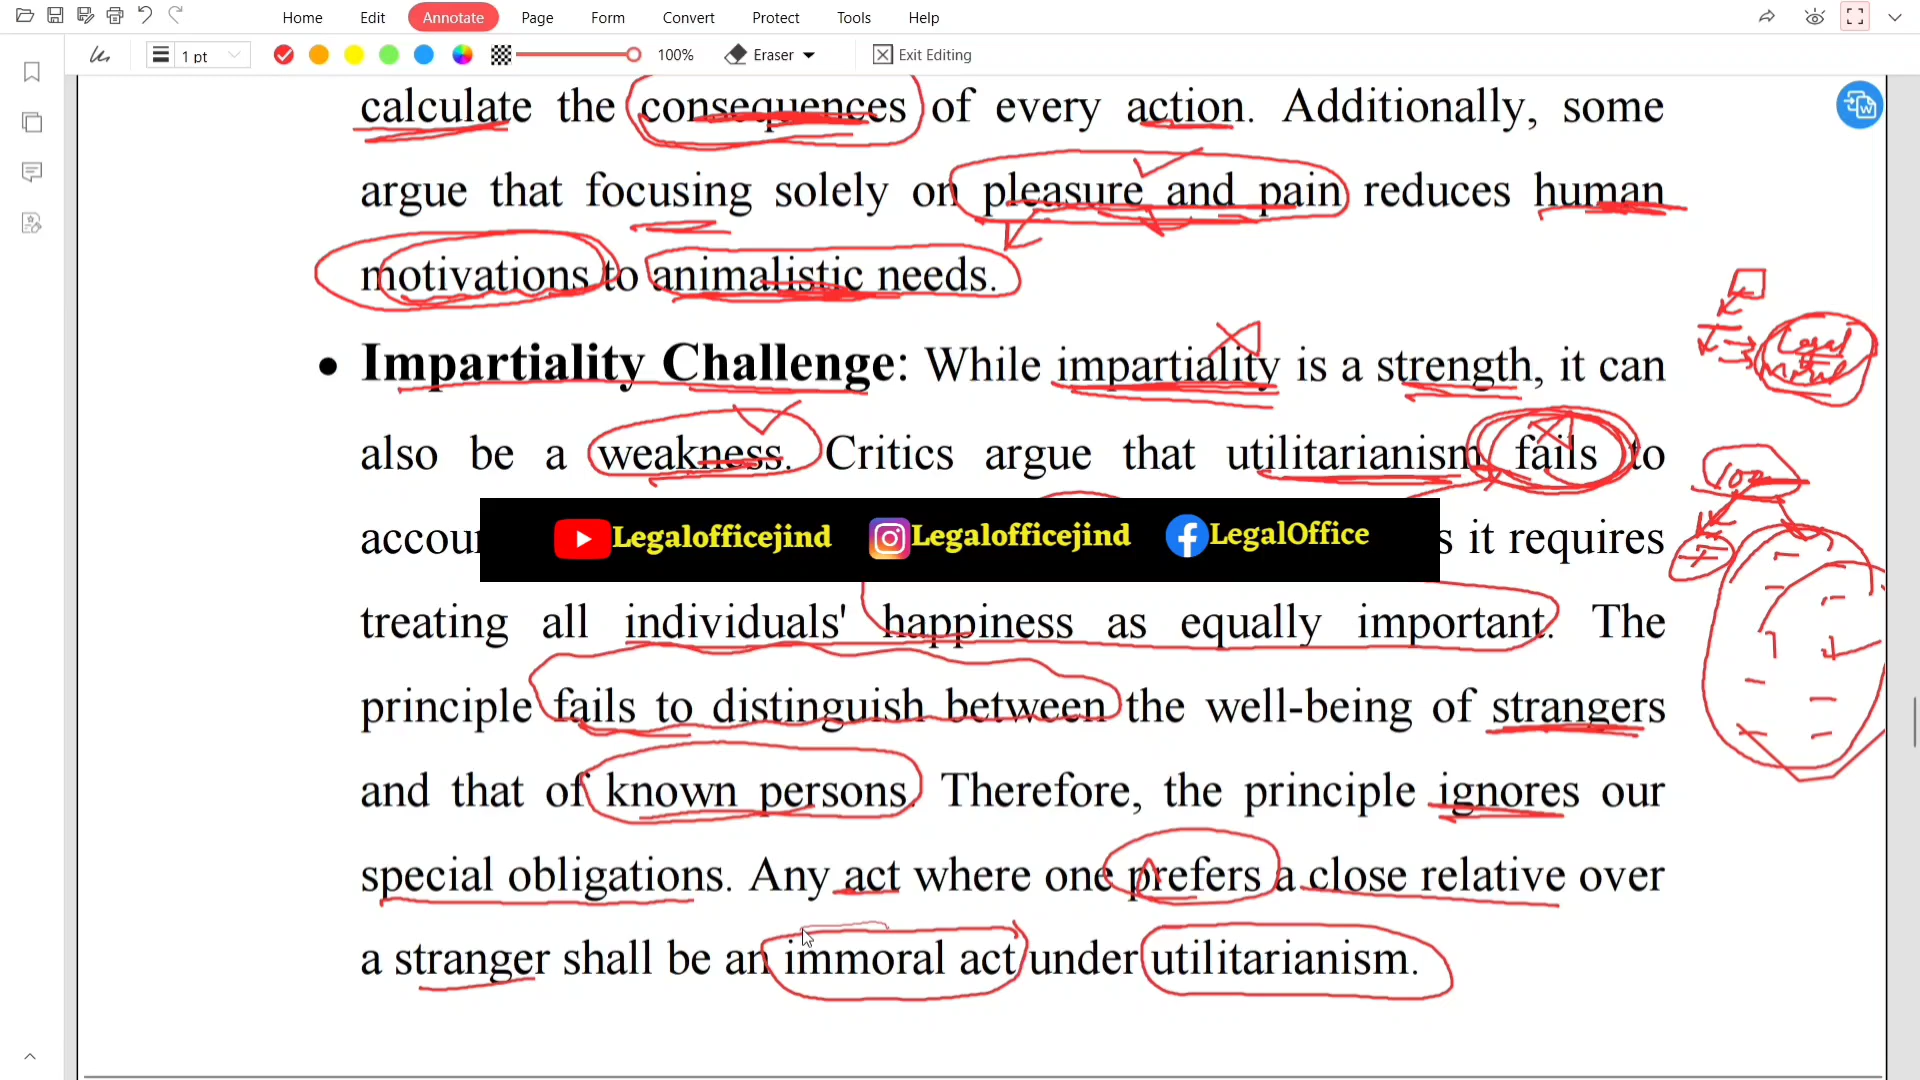 Home Edit Annotate Page Form Convert Protect Tools Help
1 pt 100% Eraser Exit Editing
calculate the consequences of every action. Additionally, some
argue that focusing solely on pleasure and pain reduces human
motivations to animalistic needs.
• Impartiality Challenge: While impartiality is a strength, it can
also be a weakness. Critics argue that utilitarianism fails to
accou s it requires
Legalofficejind Legalofficejind LegalOffice
treating all individuals' happiness as equally important. The
principle fails to distinguish between the well-being of strangers
and that of known persons. Therefore, the principle ignores our
special obligations. Any act where one prefers a close relative over
a stranger shall be an immoral act under utilitarianism.
Legal